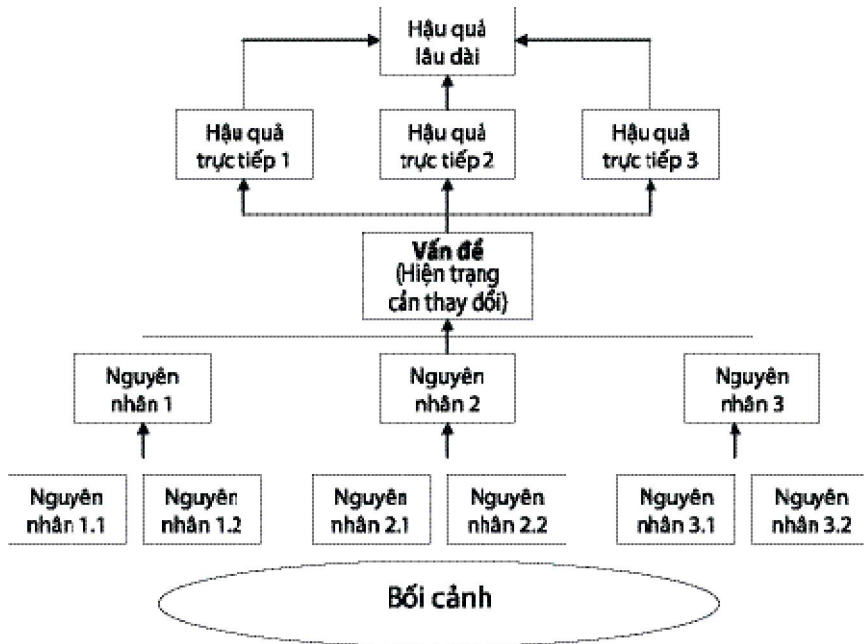 Hậu quả
lâu dài
Hậu quả
trực tiếp 1
Hậu quả
trực tiếp 2
Hậu quả
trực tiếp 3
Vấn đề
(Hiện trạng
cần thay đổi)
Nguyên
nhân 1
Nguyên
nhân 2
Nguyên
nhân 3
Nguyên
nhân 1.1
Nguyên
nhân 1.2
Nguyên
nhân 2.1
Nguyên
nhân 2.2
Nguyên
nhân 3.1
Nguyên
nhân 3.2
Bối cảnh